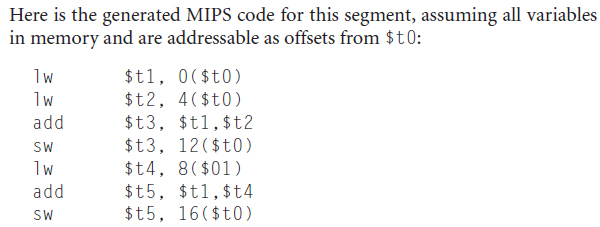 Here is the generated MIPS code for this segment, assuming all variables
in memory and are addressable as offsets from $t0:
lw $t1, 0($t0)
lw $t2, 4($t0)
add $t3, $t1,$t2
sw $t3, 12($t0)
lw $t4, 8($01)
add $t5, $t1,$t4
sw $t5, 16($t0)